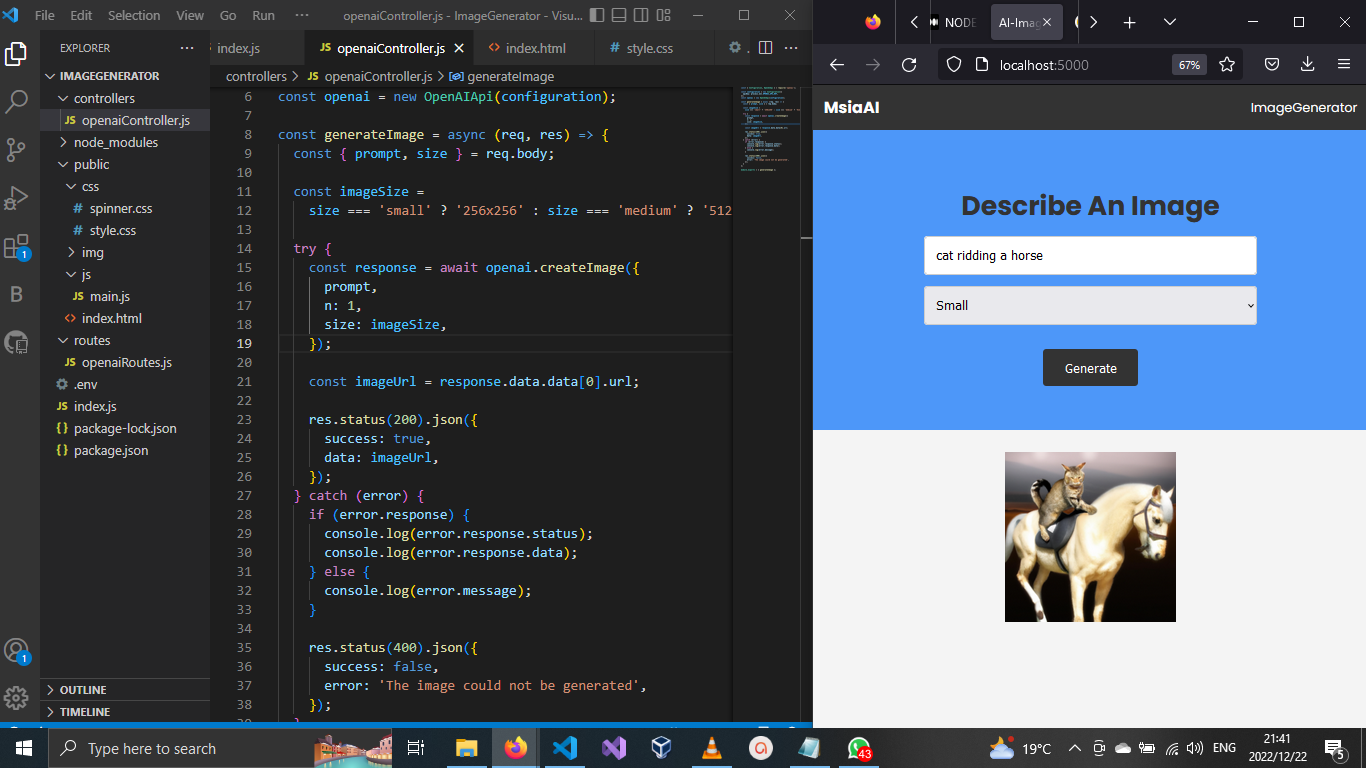 File Edit Selection View Go Run ··· openaiController.js - ImageGenerator - Visu...
EXPLORER
IMAGEGENERATOR
controllers
JS openaiController.js
node_modules
public
css
# spinner.css
# style.css
img
js
JS main.js
<> index.html
routes
JS openaiRoutes.js
.env
JS index.js
{} package-lock.json
{} package.json
OUTLINE
TIMELINE
1
B
1
index.js JS openaiController.js <> index.html # style.css
controllers > JS openaiController.js > generateImage
6 const openai = new OpenAIApi(configuration);
7
8 const generateImage = async (req, res) => {
9 const { prompt, size } = req.body;
10
11 const imageSize =
12 size === 'small' ? '256x256' : size === 'medium' ? '512
13
14 try {
15 const response = await openai.createImage({
16 prompt,
17 n: 1,
18 size: imageSize,
19 });
20
21 const imageUrl = response.data.data[0].url;
22
23 res.status(200).json({
24 success: true,
25 data: imageUrl,
26 });
27 } catch (error) {
28 if (error.response) {
29 console.log(error.response.status);
30 console.log(error.response.data);
31 } else {
32 console.log(error.message);
33 }
34
35 res.status(400).json({
36 success: false,
37 error: 'The image could not be generated',
38 });
NODE
AI-Imag
localhost:5000 67%
MsiaAI ImageGenerator
Describe An Image
cat ridding a horse
Small
Generate
Type here to search
43
19°C
ENG
21:41
2022/12/22
5